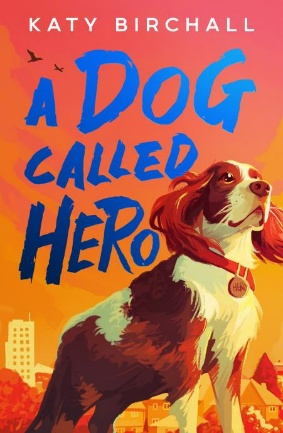 KATY BIRCHALL
A DOG
CALLED
HERO